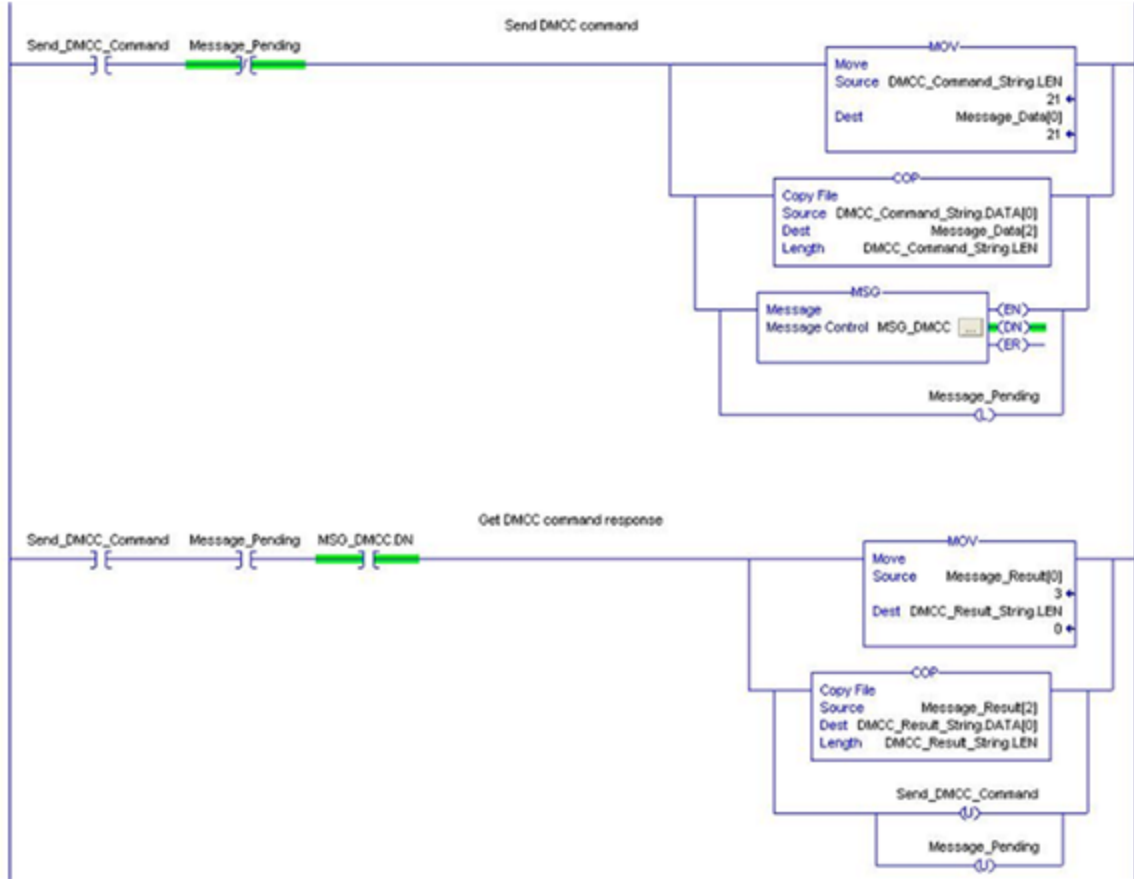 Send DMCC command
Send_DMCC_Command Message_Pending
MOV
Move
Source DMCC_Command_String.LEN
21
Dest Message_Data[0]
21
COP
Copy File
Source DMCC_Command_String.DATA[0]
Dest Message_Data[2]
Length DMCC_Command_String.LEN
MSG
Message
Message Control MSG_DMCC ...
EN
DN
ER
Message_Pending
L
Get DMCC command response
Send_DMCC_Command Message_Pending MSG_DMCC.DN
MOV
Move
Source Message_Result[0]
3
Dest DMCC_Result_String.LEN
0
COP
Copy File
Source Message_Result[2]
Dest DMCC_Result_String.DATA[0]
Length DMCC_Result_String.LEN
Send_DMCC_Command
U
Message_Pending
U